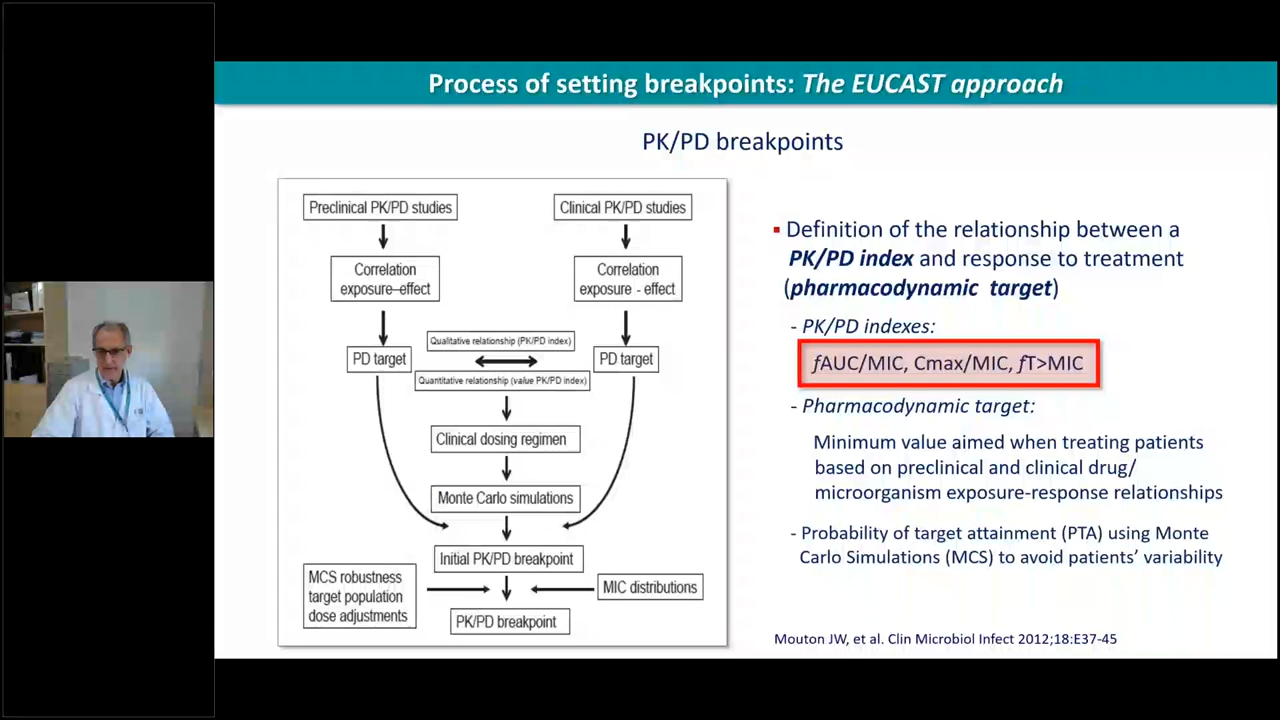 Process of setting breakpoints: The EUCAST approach
PK/PD breakpoints
Preclinical PK/PD studies
Clinical PK/PD studies
Correlation
exposure–effect
Correlation
exposure - effect
PD target
Qualitative relationship (PK/PD index)
Quantitative relationship (value PK/PD index)
PD target
Clinical dosing regimen
Monte Carlo simulations
Initial PK/PD breakpoint
MCS robustness
target population
dose adjustments
MIC distributions
PK/PD breakpoint
▪ Definition of the relationship between a
PK/PD index and response to treatment
(pharmacodynamic target)
- PK/PD indexes:
fAUC/MIC, Cmax/MIC, fT>MIC
- Pharmacodynamic target:
Minimum value aimed when treating patients
based on preclinical and clinical drug/
microorganism exposure-response relationships
- Probability of target attainment (PTA) using Monte
Carlo Simulations (MCS) to avoid patients’ variability
Mouton JW, et al. Clin Microbiol Infect 2012;18:E37-45